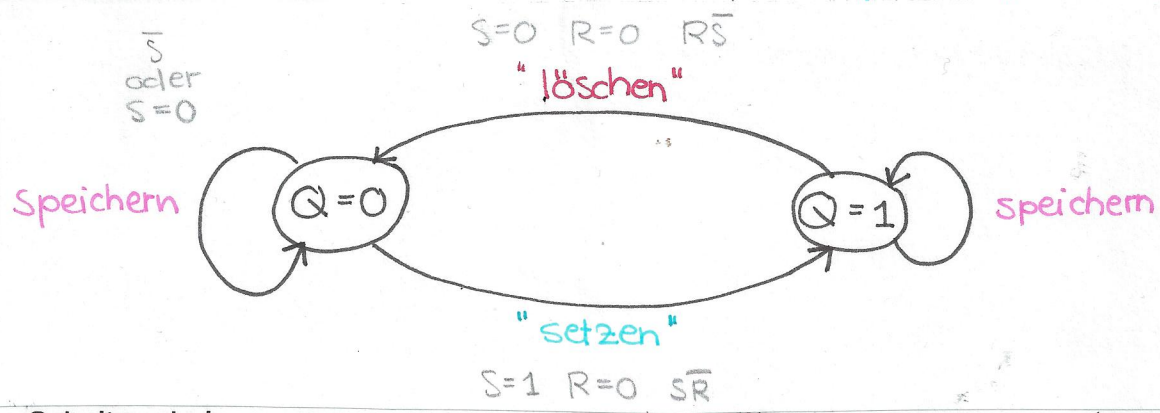 S=0 R=0 RS̅
S̅
oder
S=0
"löschen"
Speichern
Q=0
Q=1
speichern
"setzen"
S=1 R=0 SR̅